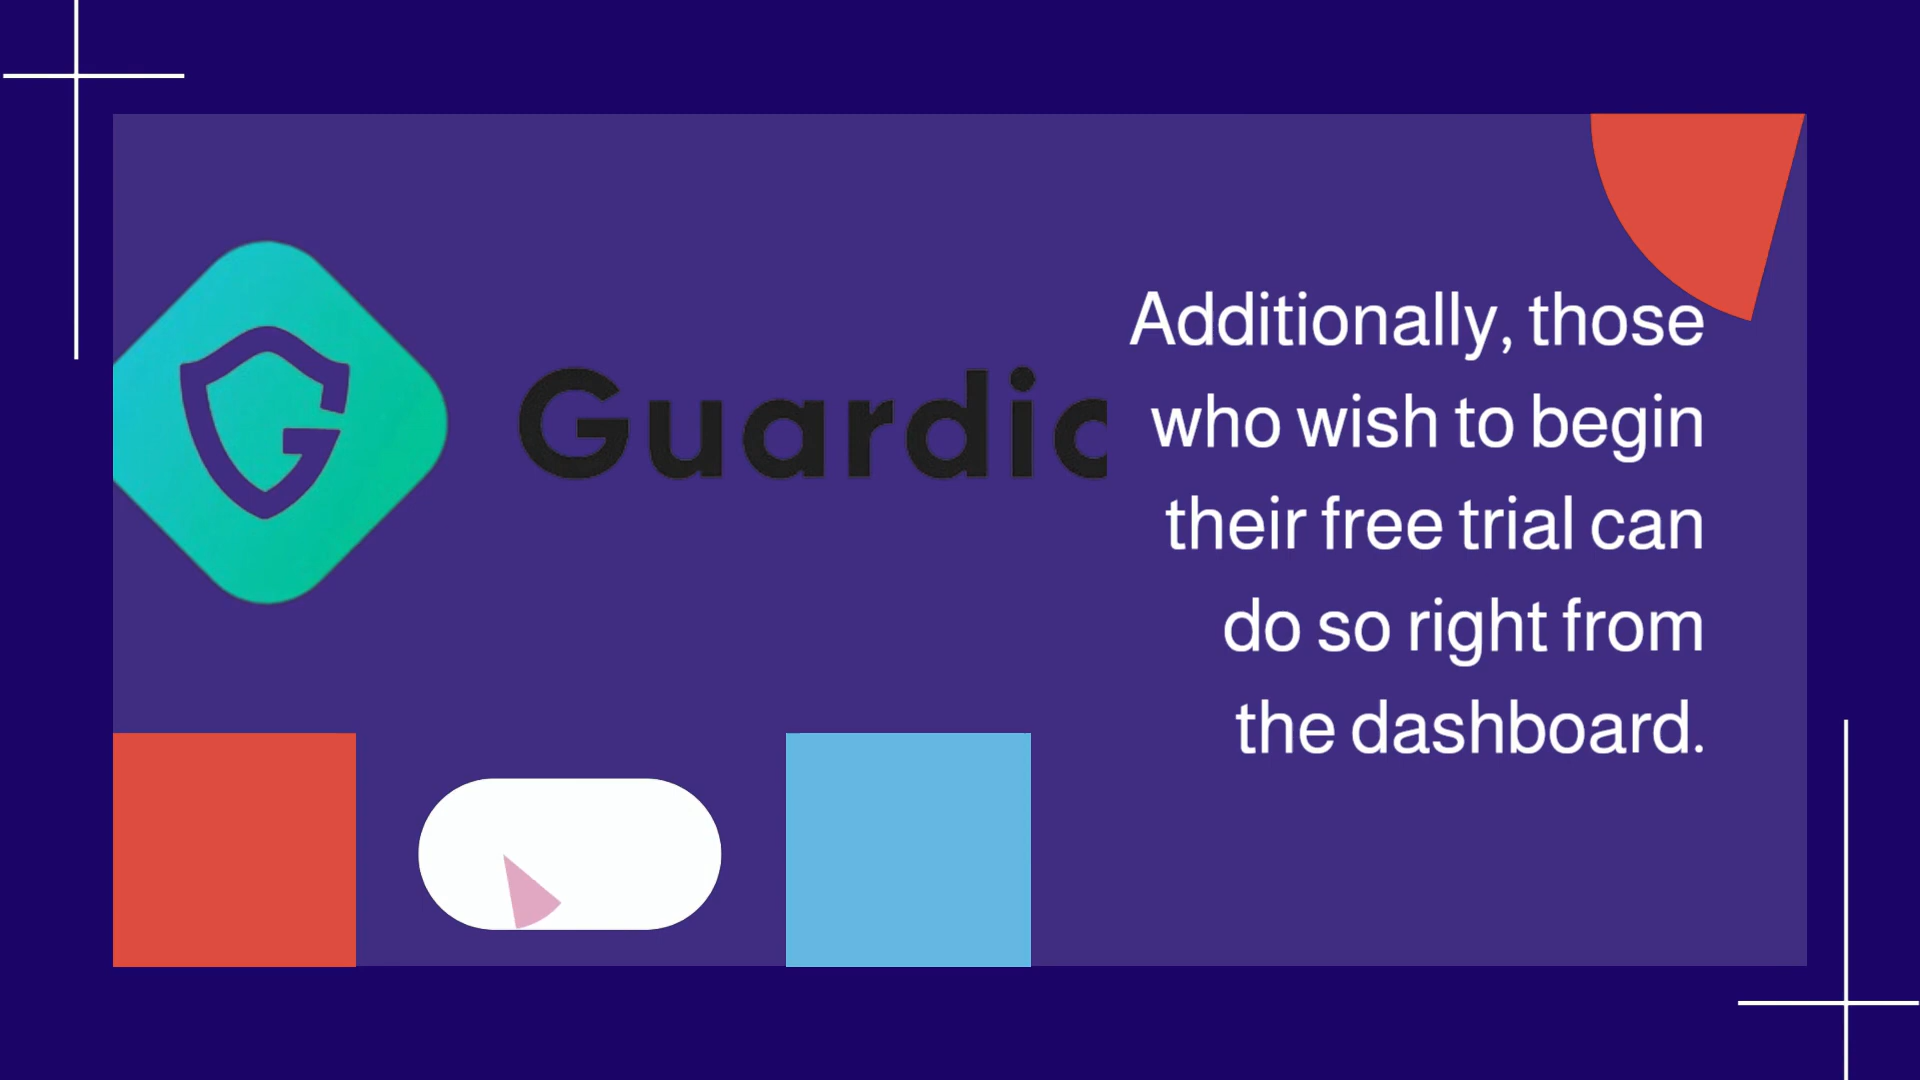 Guardio
Additionally, those
who wish to begin
their free trial can
do so right from
the dashboard.